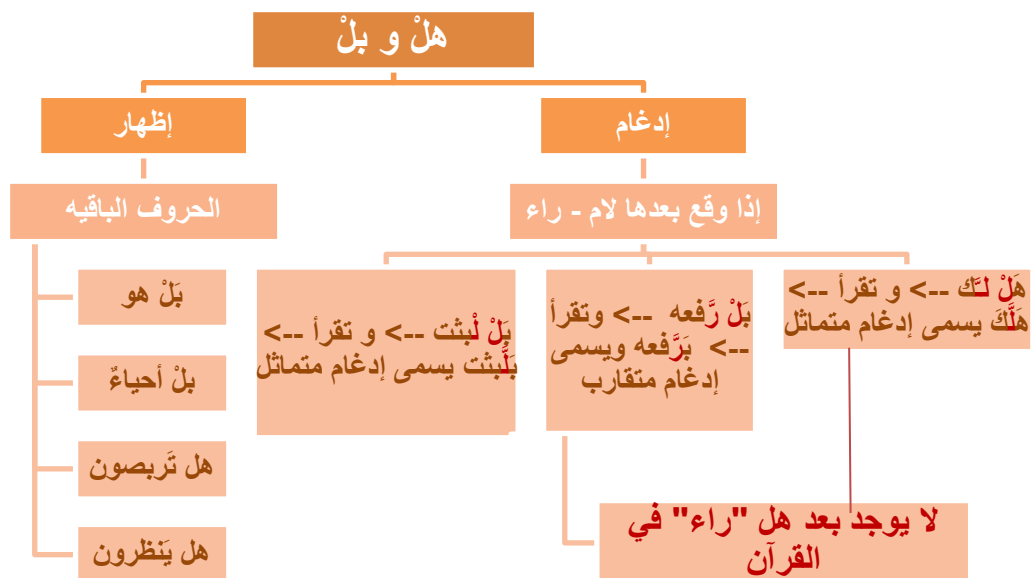 هلْ و بلْ
إدغام
إظهار
إذا وقع بعدها لام - راء
الحروف الباقيه
هَلْ لـَّك --> و تقرأ -->
هَلَّكَ يسمى إدغام متماثل
بَلْ رَّفعه --> وتقرأ
--> بَرَّفعه ويسمى
إدغام متقارب
بَلْ لْبثت --> و تقرأ -->
بَلَّبثت يسمى إدغام متماثل
لا يوجد بعد هل "راء" في
القرآن
بَلْ هو
بلْ أحياءٌ
هل تَربصون
هل يَنظرون